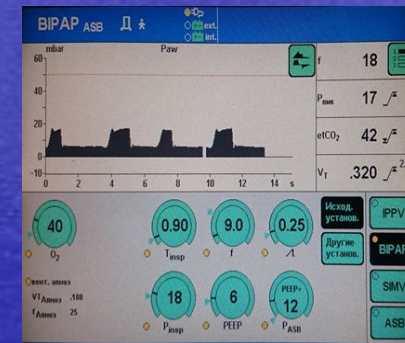 BIPAP ASB
ext.
int.
mbar
Paw
60
40
20
0
-10
0 2 4 6 8 10 12 14 s
f 18
Pпик 17
etCO2 42
VT .320
40
O2
0.90
Tinsp
9.0
f
0.25
Исход.
установ.
Другие
установ.
IPPV
BIPAP
SIMV
ASB
вент. апноэ
VTАпноэ .180
fАпноэ 25
18
Pinsp
6
PEEP
PEEP+
12
PASB